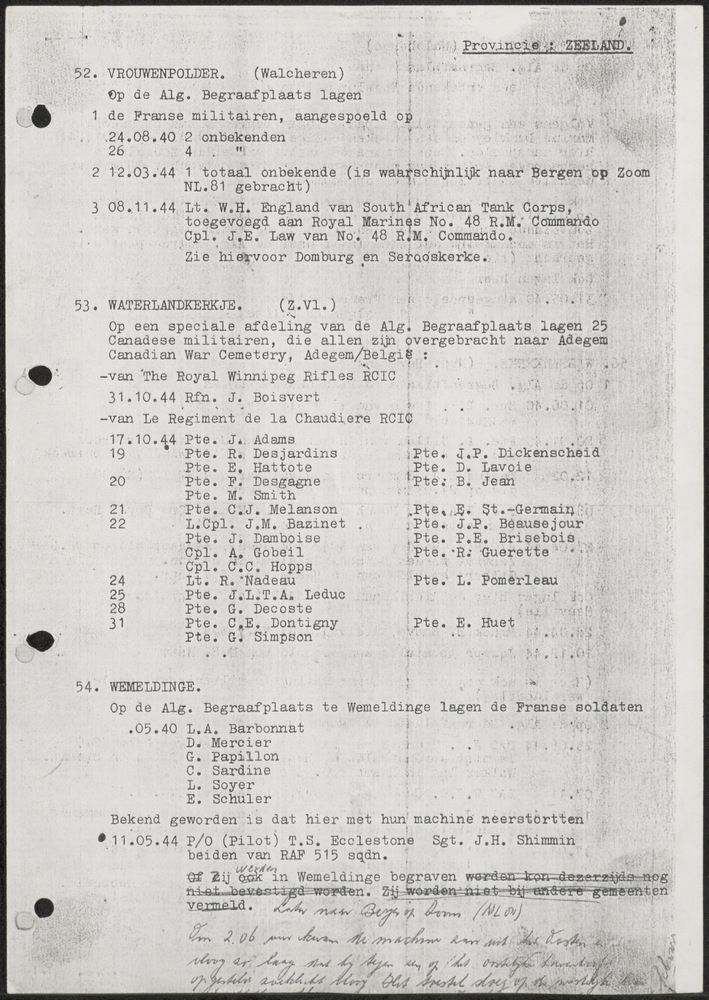 Provincie : ZEELAND.
52. VROUWENPOLDER. (Walcheren)
Op de Alg. Begraafplaats lagen
1 de Franse militairen, aangespoeld op
24.08.40 2 onbekenden
26 4 "
2 12.03.44 1 totaal onbekende (is waarschijnlijk naar Bergen op Zoom
NL.81 gebracht)
3 08.11.44 Lt. W.H. England van South African Tank Corps,
toegevoegd aan Royal Marines No. 48 R.M. Commando
Cpl. J.E. Law van No. 48 R.M. Commando.
Zie hiervoor Domburg en Serooskerke.
53. WATERLANDKERKJE. (Z.Vl.)
Op een speciale afdeling van de Alg. Begraafplaats lagen 25
Canadese militairen, die allen zijn overgebracht naar Adegem
Canadian War Cemetery, Adegem/België :
-van The Royal Winnipeg Rifles RCIC
31.10.44 Rfn. J. Boisvert
-van Le Regiment de la Chaudiere RCIC
17.10.44 Pte. J. Adams
19 Pte. R. Desjardins Pte. J.P. Dickenscheid
Pte. E. Hattote Pte. D. Lavoie
20 Pte. F. Desgagne Pte. B. Jean
Pte. M. Smith
21 Pte. C.J. Melanson Pte. E. St.-Germain
22 L.Cpl. J.M. Bazinet Pte. J.P. Beausejour
Pte. J. Damboise Pte. P.E. Brisebois
Cpl. A. Gobeil Pte. R. Guerette
Cpl. C.C. Hopps
24 Lt. R. Nadeau Pte. L. Pomerleau
25 Pte. J.L.T.A. Leduc
28 Pte. G. Decoste
31 Pte. C.E. Dontigny Pte. E. Huet
Pte. G. Simpson
54. WEMELDINGE.
Op de Alg. Begraafplaats te Wemeldinge lagen de Franse soldaten
.05.40 L.A. Barbonnat
D. Mercier
G. Papillon
C. Sardine
L. Soyer
E. Schuler
Bekend geworden is dat hier met hun machine neerstortten
11.05.44 P/O (Pilot) T.S. Ecclestone Sgt. J.H. Shimmin
beiden van RAF 515 sqdn.
werden
Of Zij ook in Wemeldinge begraven werden kon dezerzijds nog
niet bevestigd worden. Zij worden niet bij andere gemeenten
vermeld. Later naar Bergen op Zoom
Om 2.06 uur kwam de machine aan uit het Oosten